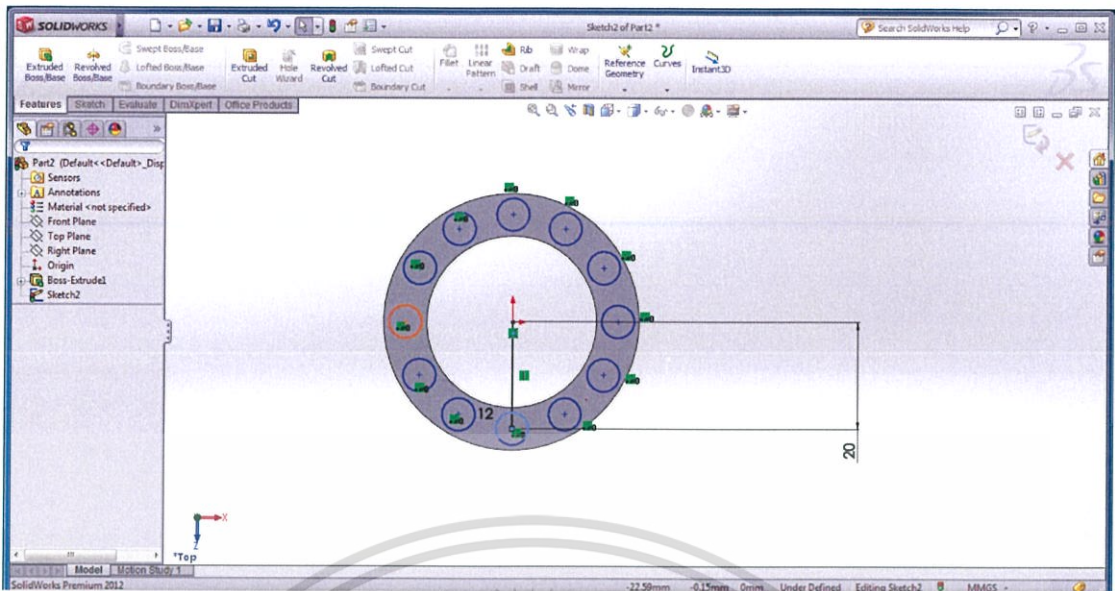 SOLIDWORKS
Sketch2 of Part2 *
Search SolidWorks Help
Extruded Boss/Base
Revolved Boss/Base
Swept Boss/Base
Lofted Boss/Base
Boundary Boss/Base
Extruded Cut
Hole Wizard
Revolved Cut
Swept Cut
Lofted Cut
Boundary Cut
Fillet
Linear Pattern
Rib
Draft
Shell
Wrap
Dome
Mirror
Reference Geometry
Curves
Instant3D
Features
Sketch
Evaluate
DimXpert
Office Products
Part2 (Default<<Default>_Disp
Sensors
Annotations
Material <not specified>
Front Plane
Top Plane
Right Plane
Origin
Boss-Extrude1
Sketch2
12
20
X
Z
*Top
Model
Motion Study 1
SolidWorks Premium 2012
-22.59mm
-0.15mm
0mm
Under Defined
Editing Sketch2
MMGS